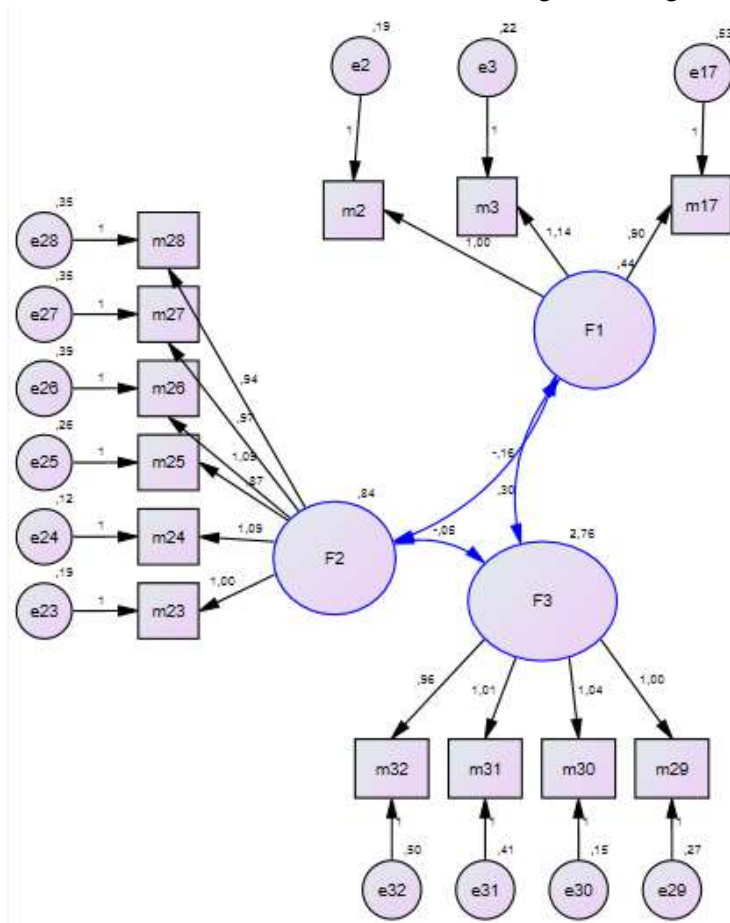 ,19
,22
,53
e2
e3
e17
1
1
1
m2
m3
m17
1,00
1,14
,90
,44
F1
,35
e28
1
m28
,35
e27
1
m27
,39
e26
1
m26
,26
e25
1
m25
,12
e24
1
m24
,19
e23
1
m23
,94
,97
1,09
,87
1,09
1,00
,84
F2
-,16
,30
-,05
2,76
F3
,96
1,01
1,04
1,00
m32
m31
m30
m29
1
1
1
1
,50
,41
,15
,27
e32
e31
e30
e29